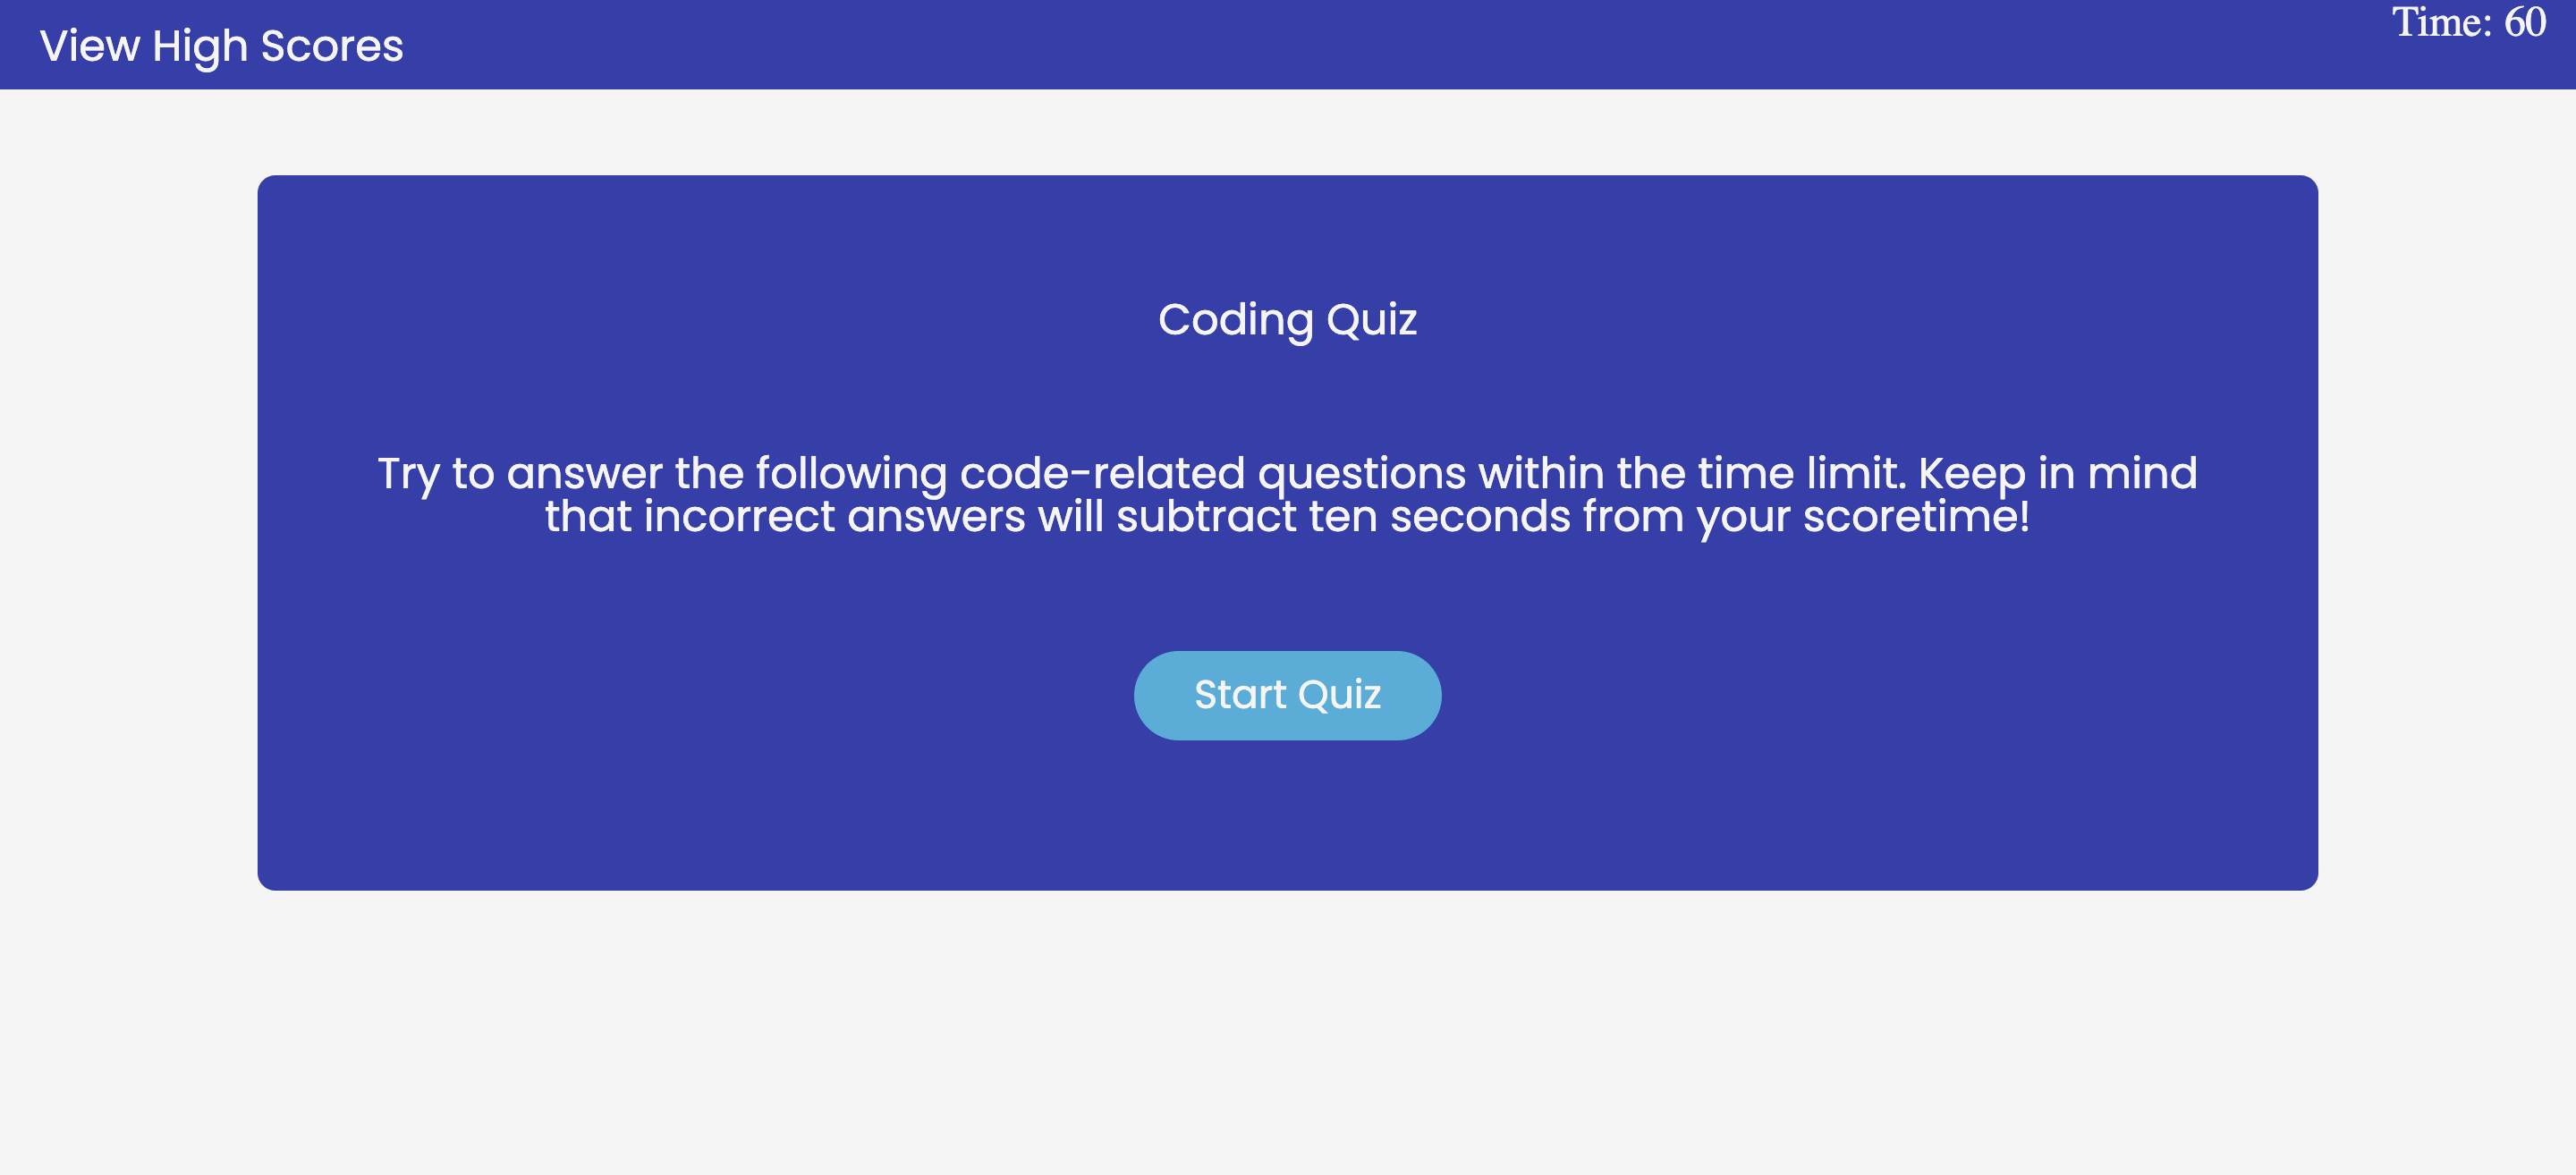 View High Scores
Time: 60
Coding Quiz
Try to answer the following code-related questions within the time limit. Keep in mind
that incorrect answers will subtract ten seconds from your scoretime!
Start Quiz